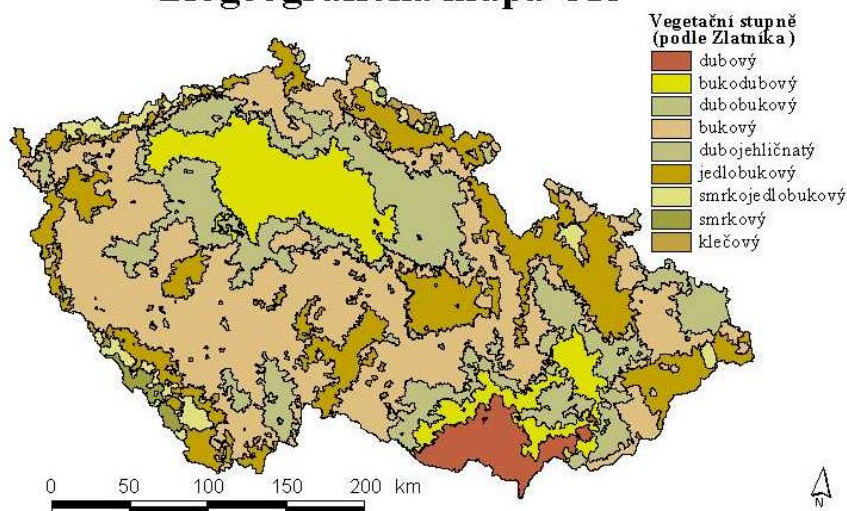 Vegetační stupně
(podle Zlatníka )
dubový
bukodubový
dubobukový
bukový
dubojehličnatý
jedlobukový
smrkojedlobukový
smrkový
klečový
0 50 100 150 200 km
N